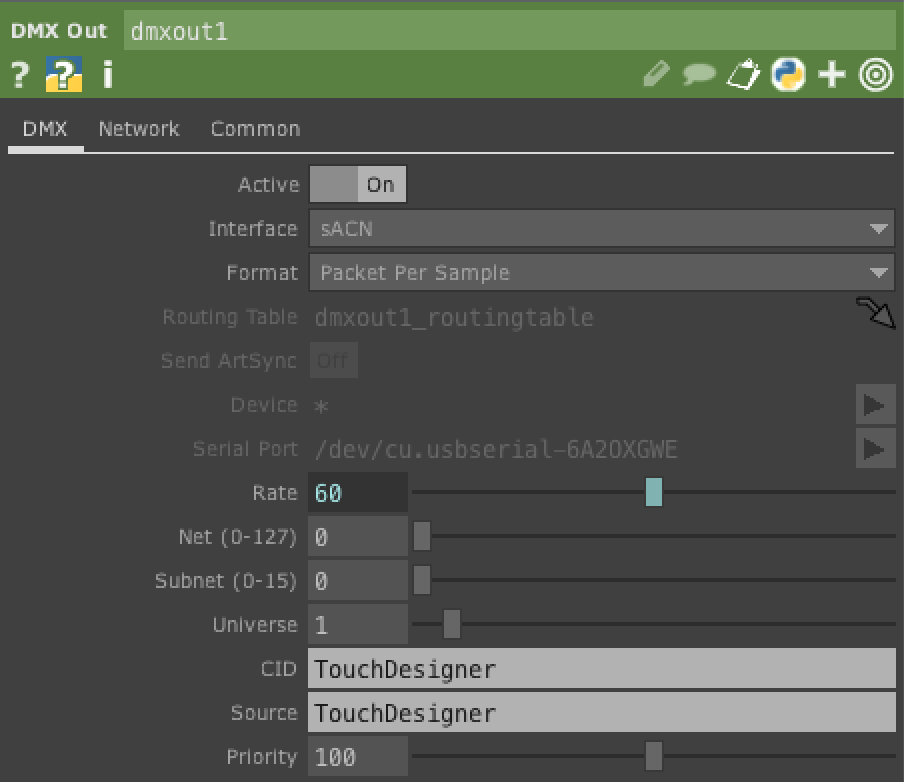 DMX Out dmxout1
? ? i
DMX Network Common
Active On
Interface sACN
Format Packet Per Sample
Routing Table dmxout1_routingtable
Send ArtSync Off
Device *
Serial Port /dev/cu.usbserial-6A2OXGWE
Rate 60
Net (0-127) 0
Subnet (0-15) 0
Universe 1
CID TouchDesigner
Source TouchDesigner
Priority 100